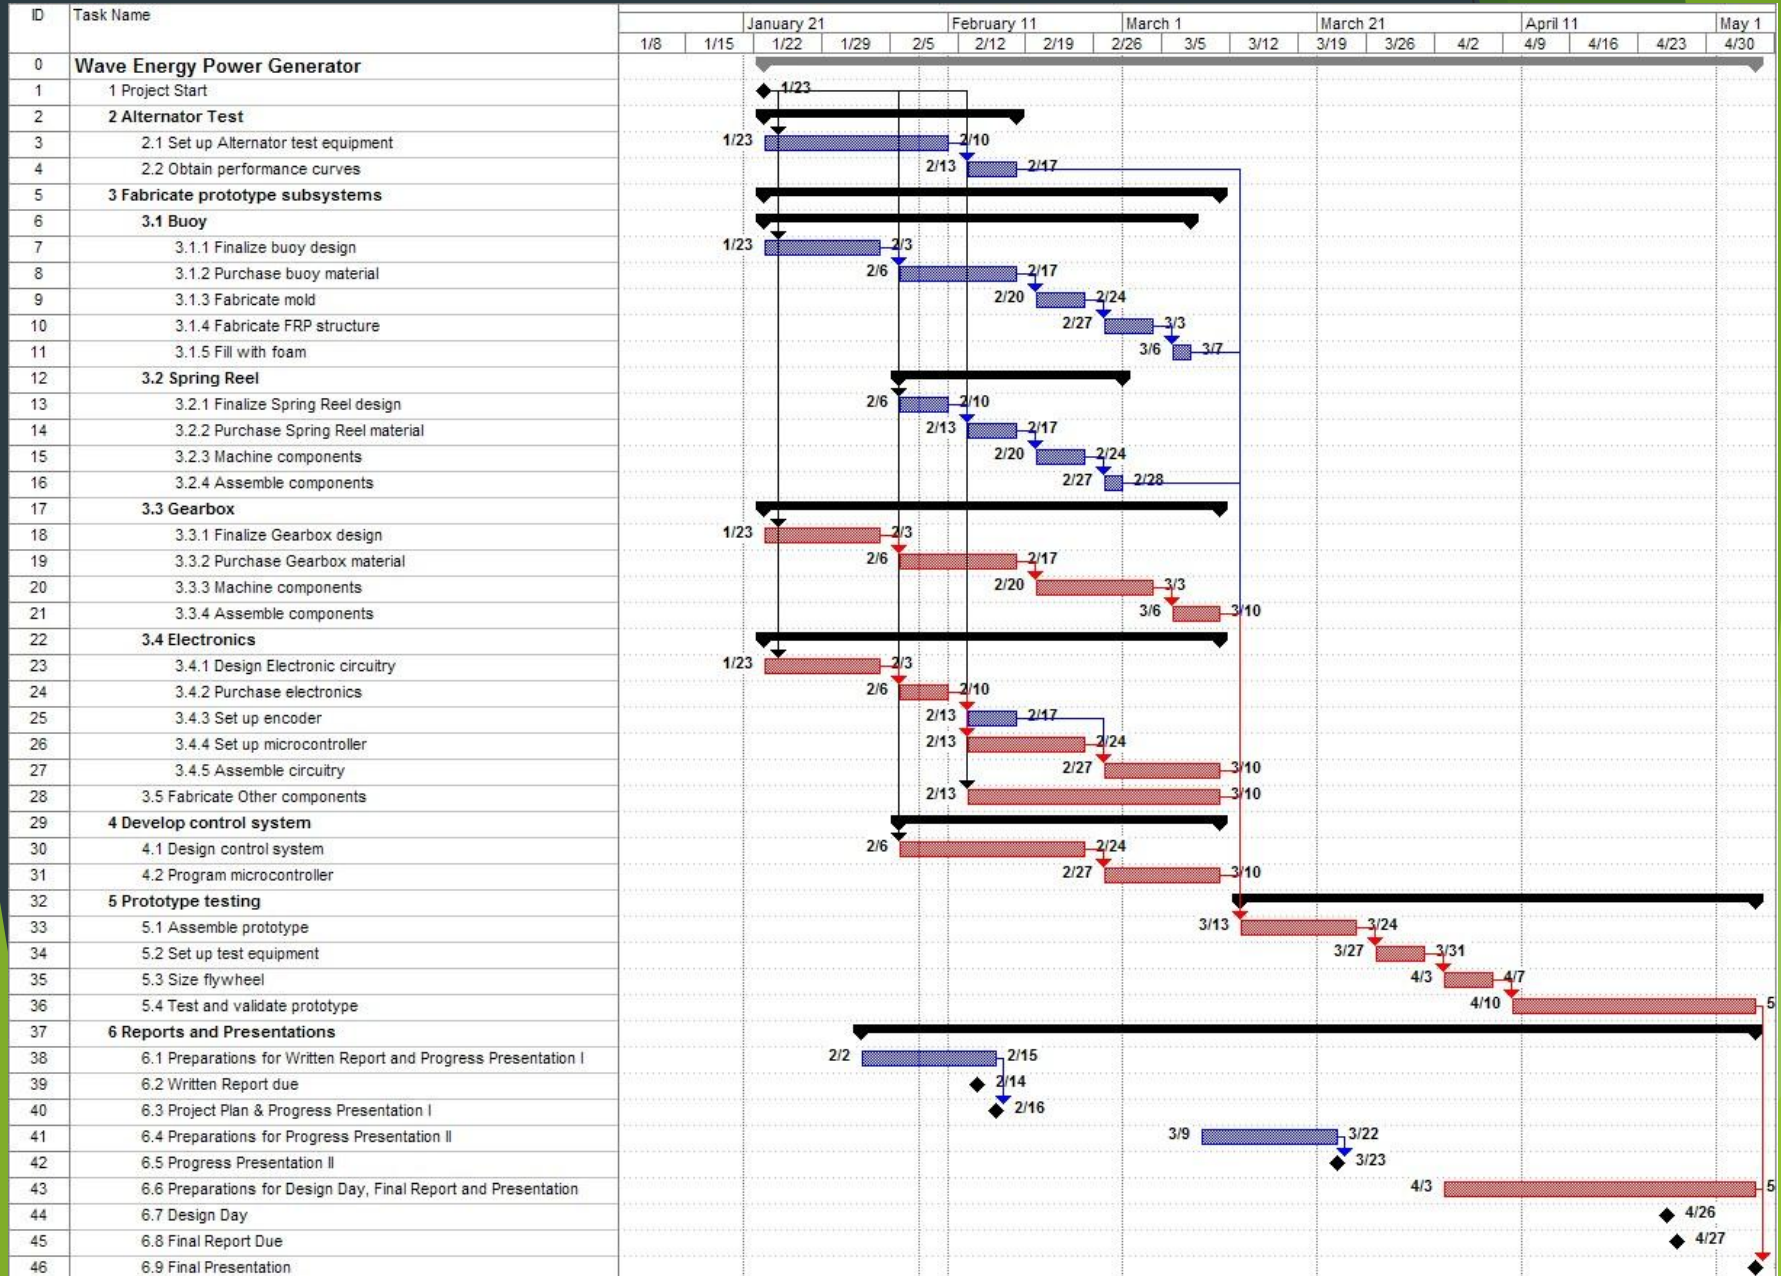 ID Task Name January 21 February 11 March 1 March 21 April 11 May 1
1/8 1/15 1/22 1/29 2/5 2/12 2/19 2/26 3/5 3/12 3/19 3/26 4/2 4/9 4/16 4/23 4/30
0 Wave Energy Power Generator
1 1 Project Start 1/23
2 2 Alternator Test
3 2.1 Set up Alternator test equipment 1/23 2/10
4 2.2 Obtain performance curves 2/13 2/17
5 3 Fabricate prototype subsystems
6 3.1 Buoy
7 3.1.1 Finalize buoy design 1/23 2/3
8 3.1.2 Purchase buoy material 2/6 2/17
9 3.1.3 Fabricate mold 2/20 2/24
10 3.1.4 Fabricate FRP structure 2/27 3/3
11 3.1.5 Fill with foam 3/6 3/7
12 3.2 Spring Reel
13 3.2.1 Finalize Spring Reel design 2/6 2/10
14 3.2.2 Purchase Spring Reel material 2/13 2/17
15 3.2.3 Machine components 2/20 2/24
16 3.2.4 Assemble components 2/27 2/28
17 3.3 Gearbox
18 3.3.1 Finalize Gearbox design 1/23 2/3
19 3.3.2 Purchase Gearbox material 2/6 2/17
20 3.3.3 Machine components 2/20 3/3
21 3.3.4 Assemble components 3/6 3/10
22 3.4 Electronics
23 3.4.1 Design Electronic circuitry 1/23 2/3
24 3.4.2 Purchase electronics 2/6 2/10
25 3.4.3 Set up encoder 2/13 2/17
26 3.4.4 Set up microcontroller 2/13 2/24
27 3.4.5 Assemble circuitry 2/27 3/10
28 3.5 Fabricate Other components 2/13 3/10
29 4 Develop control system
30 4.1 Design control system 2/6 2/24
31 4.2 Program microcontroller 2/27 3/10
32 5 Prototype testing
33 5.1 Assemble prototype 3/13 3/24
34 5.2 Set up test equipment 3/27 3/31
35 5.3 Size flywheel 4/3 4/7
36 5.4 Test and validate prototype 4/10 5
37 6 Reports and Presentations
38 6.1 Preparations for Written Report and Progress Presentation I 2/2 2/15
39 6.2 Written Report due 2/14
40 6.3 Project Plan & Progress Presentation I 2/16
41 6.4 Preparations for Progress Presentation II 3/9 3/22
42 6.5 Progress Presentation II 3/23
43 6.6 Preparations for Design Day, Final Report and Presentation 4/3 5
44 6.7 Design Day 4/26
45 6.8 Final Report Due 4/27
46 6.9 Final Presentation